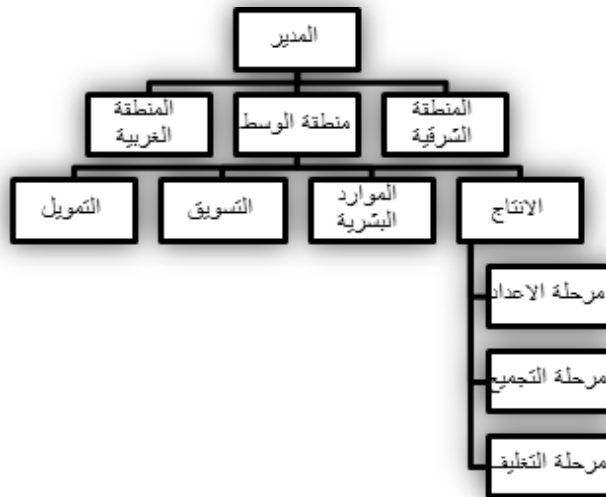 المدير
المنطقة
الشرقية
منطقة الوسط
المنطقة
الغربية
الانتاج
الموارد
البشرية
التسويق
التمويل
مرحلة الاعداد
مرحلة التجميع
مرحلة التغليف